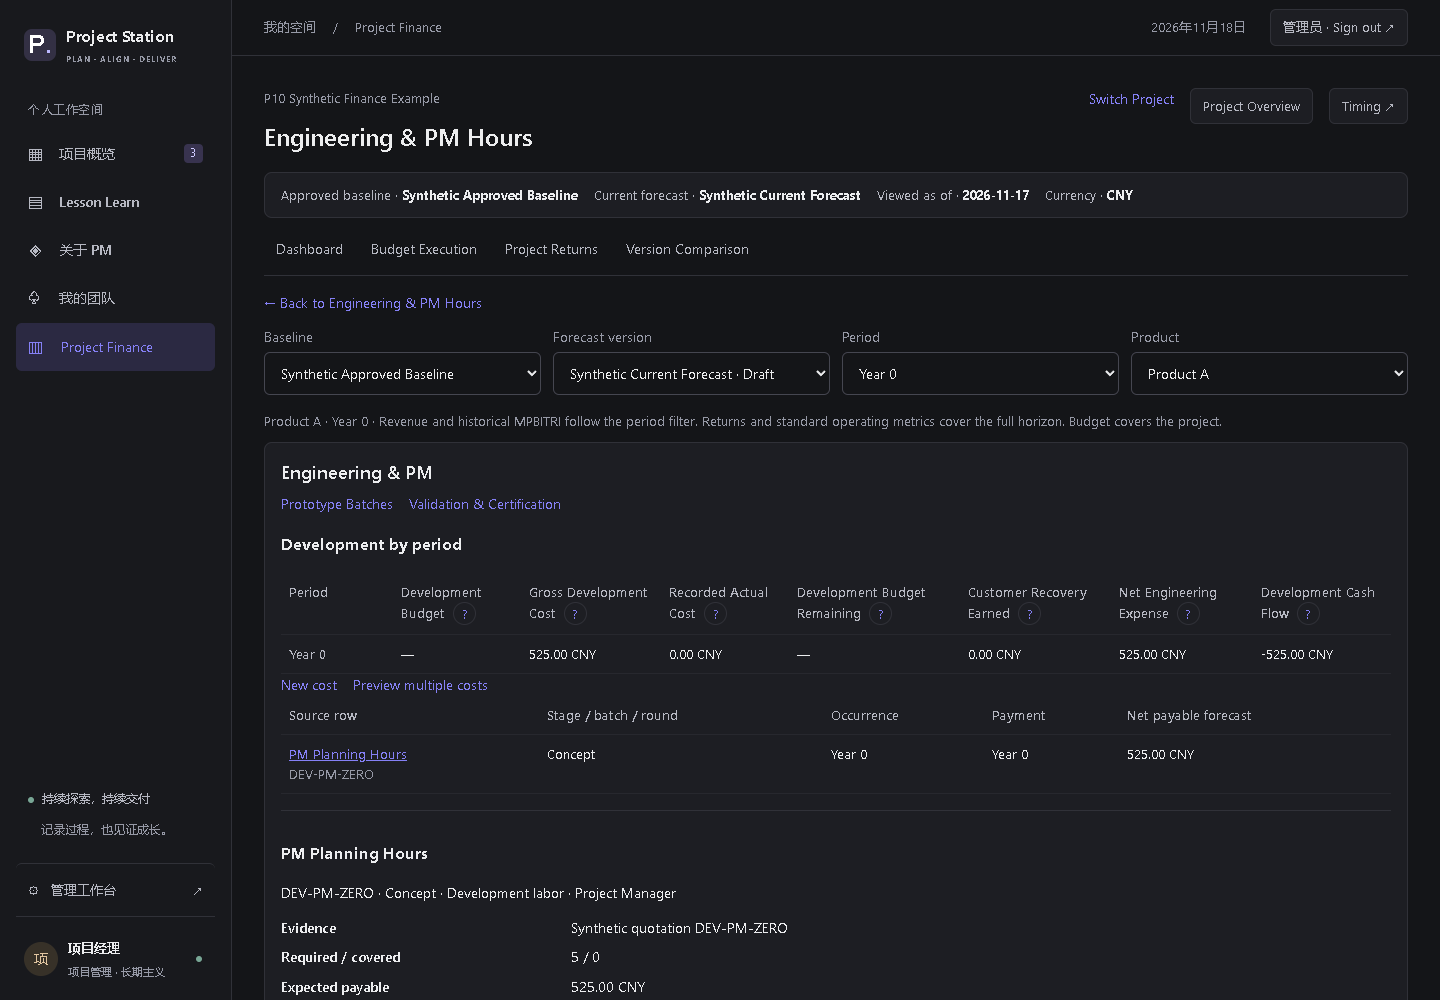 P.
Project Station
PLAN · ALIGN · DELIVER
个人工作空间
项目概览
3
Lesson Learn
关于 PM
我的团队
Project Finance
持续探索，持续交付
记录过程，也见证成长。
管理工作台 ↗
项
项目经理
项目管理 · 长期主义
我的空间 / Project Finance
2026年11月18日
管理员 · Sign out ↗
P10 Synthetic Finance Example
Engineering & PM Hours
Switch Project
Project Overview
Timing ↗
Approved baseline · Synthetic Approved Baseline Current forecast · Synthetic Current Forecast Viewed as of · 2026-11-17 Currency · CNY
Dashboard Budget Execution Project Returns Version Comparison
← Back to Engineering & PM Hours
Baseline Forecast version Period Product
Synthetic Approved Baseline Synthetic Current Forecast · Draft Year 0 Product A
Product A · Year 0 · Revenue and historical MPBITRI follow the period filter. Returns and standard operating metrics cover the full horizon. Budget covers the project.
Engineering & PM
Prototype Batches Validation & Certification
Development by period
Period Development Gross Development Recorded Actual Development Budget Customer Recovery Net Engineering Development Cash
Budget ? Cost ? Cost ? Remaining ? Earned ? Expense ? Flow ?
Year 0 — 525.00 CNY 0.00 CNY — 0.00 CNY 525.00 CNY -525.00 CNY
New cost Preview multiple costs
Source row Stage / batch / round Occurrence Payment Net payable forecast
PM Planning Hours Concept Year 0 Year 0 525.00 CNY
DEV-PM-ZERO
PM Planning Hours
DEV-PM-ZERO · Concept · Development labor · Project Manager
Evidence Synthetic quotation DEV-PM-ZERO
Required / covered 5 / 0
Expected payable 525.00 CNY